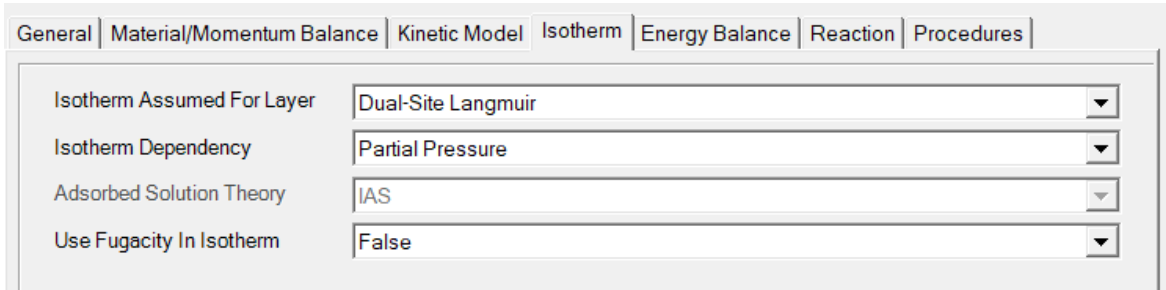 General Material/Momentum Balance Kinetic Model Isotherm Energy Balance Reaction Procedures
Isotherm Assumed For Layer Dual-Site Langmuir
Isotherm Dependency Partial Pressure
Adsorbed Solution Theory IAS
Use Fugacity In Isotherm False